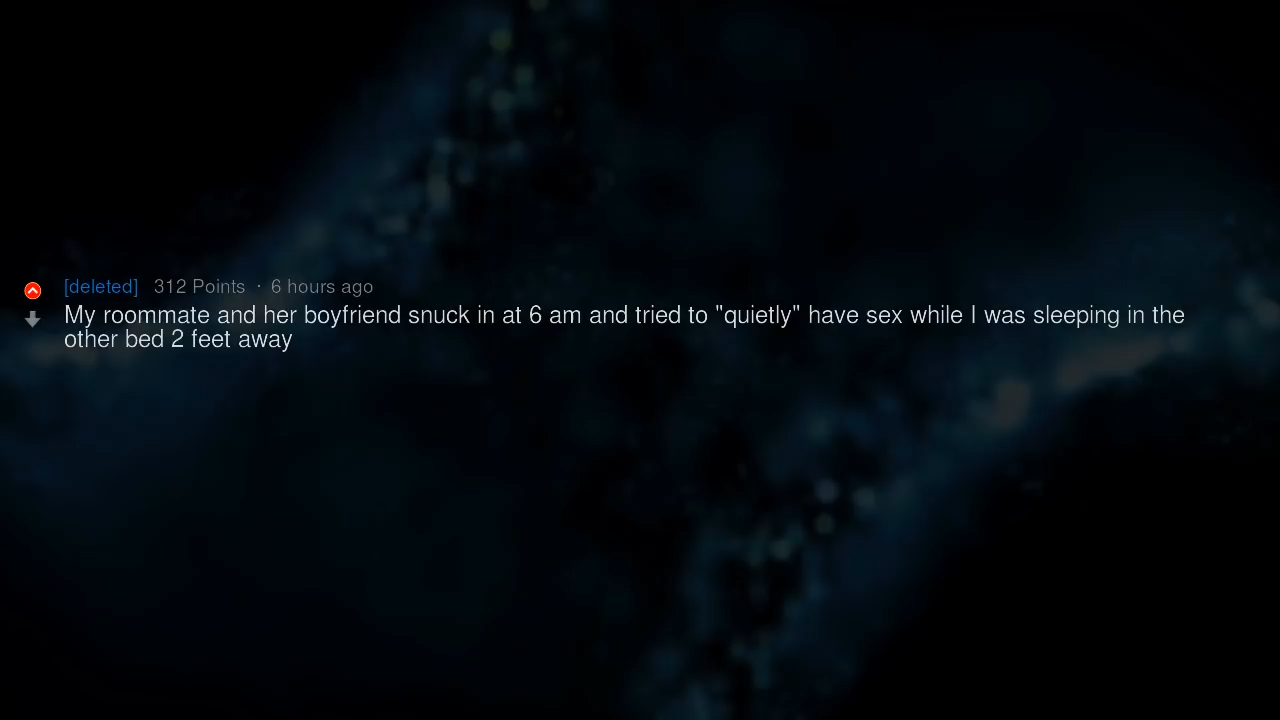 [deleted] 312 Points · 6 hours ago
My roommate and her boyfriend snuck in at 6 am and tried to "quietly" have sex while I was sleeping in the
other bed 2 feet away